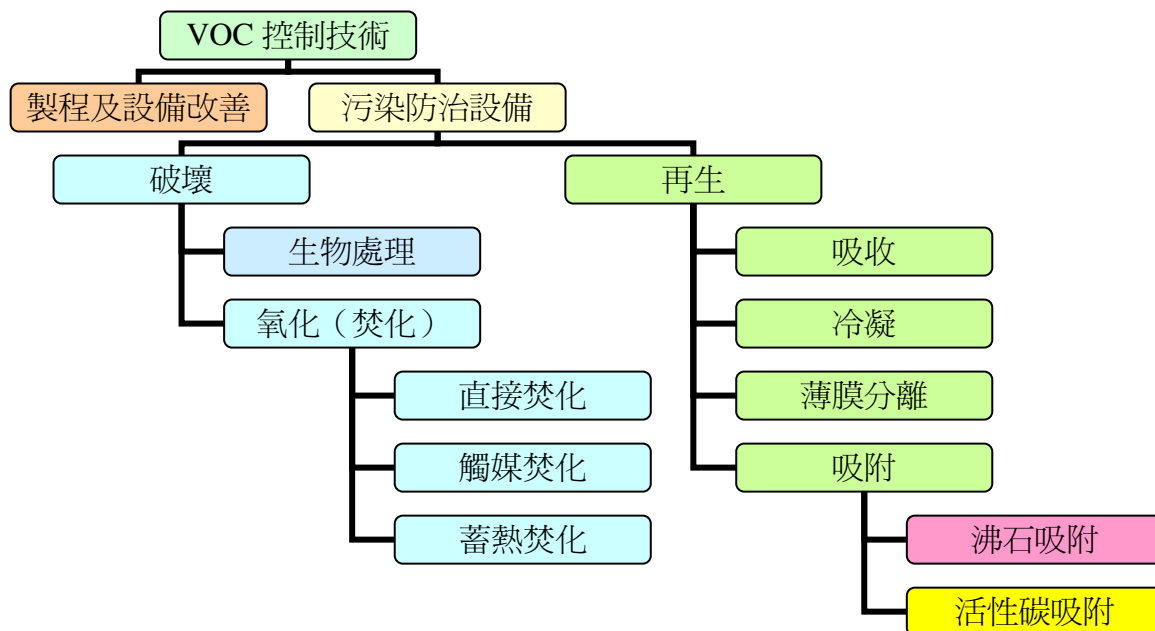 VOC 控制技術
製程及設備改善
污染防治設備
破壞
再生
生物處理
吸收
氧化（焚化）
冷凝
直接焚化
薄膜分離
觸媒焚化
吸附
蓄熱焚化
沸石吸附
活性碳吸附